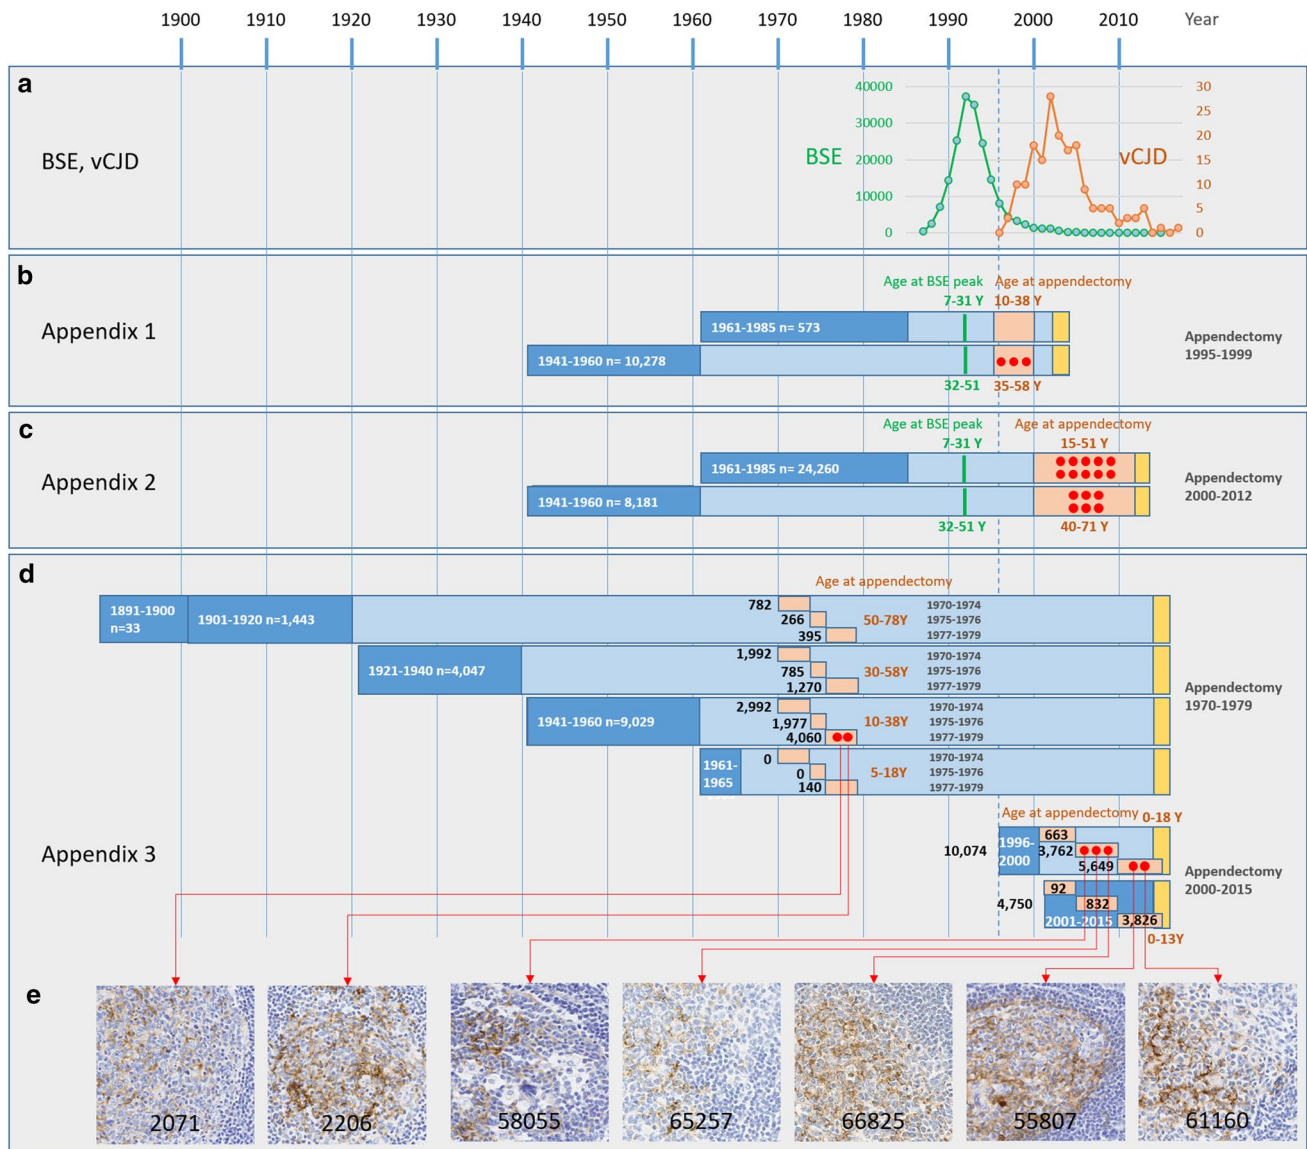 1900 1910 1920 1930 1940 1950 1960 1970 1980 1990 2000 2010 Year
a
BSE, vCJD
40000
30000
20000
10000
0
BSE
vCJD
30
25
20
15
10
5
0
b
Appendix 1
Age at BSE peak Age at appendectomy
7-31 Y 10-38 Y
1961-1985 n= 573
1941-1960 n= 10,278
32-51 35-58 Y
Appendectomy
1995-1999
c
Appendix 2
Age at BSE peak Age at appendectomy
7-31 Y 15-51 Y
1961-1985 n= 24,260
1941-1960 n= 8,181
32-51 Y 40-71 Y
Appendectomy
2000-2012
d
Age at appendectomy
1891-1900
n=33
1901-1920 n=1,443
782 1970-1974
266 50-78Y 1975-1976
395 1977-1979
1921-1940 n=4,047
1,992 1970-1974
785 30-58Y 1975-1976
1,270 1977-1979
1941-1960 n=9,029
2,992 10-38Y 1970-1974
1,977 1975-1976
4,060 1977-1979
1961-
1965
0 1970-1974
0 5-18Y 1975-1976
140 1977-1979
Appendectomy
1970-1979
Appendix 3
Age at appendectomy 0-18 Y
10,074
1996-
2000
663
3,762
5,649
4,750
92
832
2001-2015 3,826
0-13Y
Appendectomy
2000-2015
e
2071 2206 58055 65257 66825 55807 61160